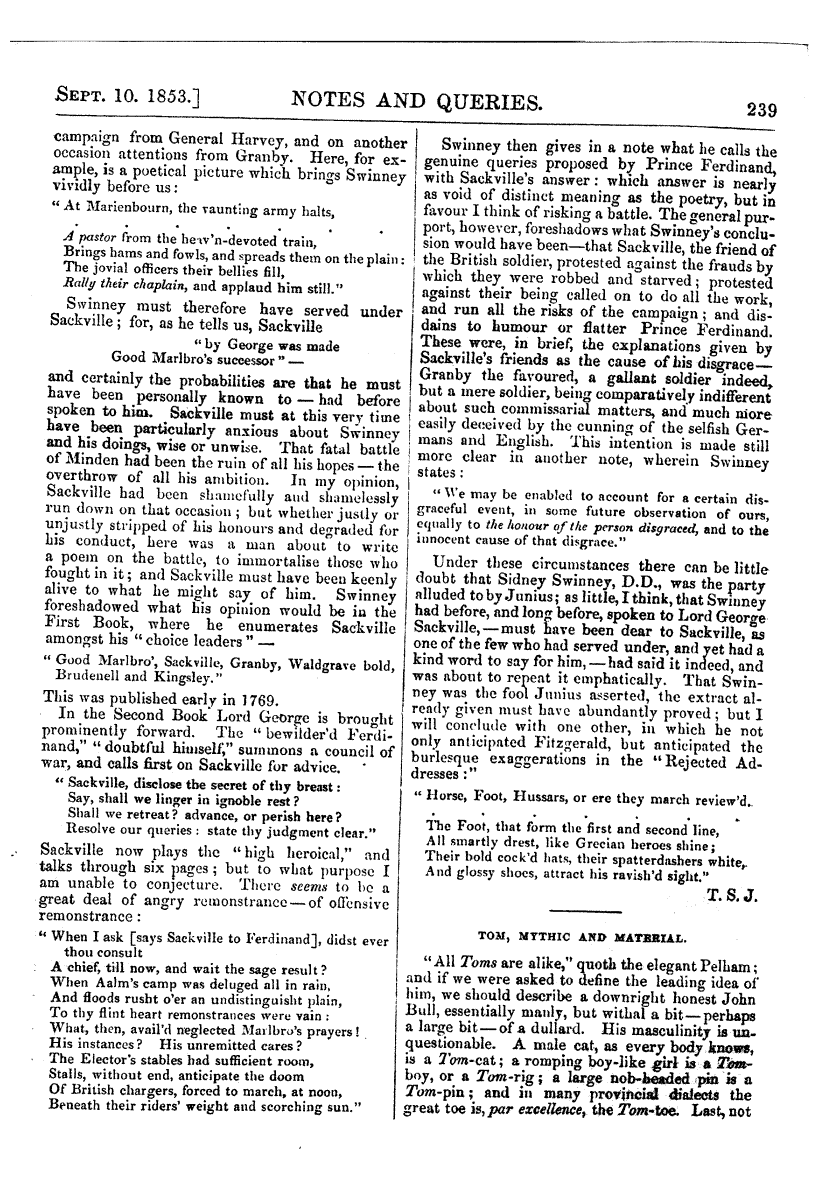 SEPT. 10. 1853.]
NOTES AND QUERIES.
239
campaign from General Harvey, and on another
occasion attentions from Granby. Here, for ex-
ample, is a poetical picture which brings Swinney
vividly before us:
"At Marienbourn, the vaunting army halts,
. . . . . .
A pastor from the heav'n-devoted train,
Brings hams and fowls, and spreads them on the plain:
The jovial officers their bellies fill,
Rally their chaplain, and applaud him still."
Swinney must therefore have served under
Sackville; for, as he tells us, Sackville
"by George was made
Good Marlbro's successor" —
and certainly the probabilities are that he must
have been personally known to — had before
spoken to him. Sackville must at this very time
have been particularly anxious about Swinney
and his doings, wise or unwise. That fatal battle
of Minden had been the ruin of all his hopes — the
overthrow of all his ambition. In my opinion,
Sackville had been shamefully and shamelessly
run down on that occasion; but whether justly or
unjustly stripped of his honours and degraded for
his conduct, here was a man about to write
a poem on the battle, to immortalise those who
fought in it; and Sackville must have been keenly
alive to what he might say of him. Swinney
foreshadowed what his opinion would be in the
First Book, where he enumerates Sackville
amongst his "choice leaders" —
"Good Marlbro', Sackville, Granby, Waldgrave bold,
Brudenell and Kingsley."
This was published early in 1769.
In the Second Book Lord George is brought
prominently forward. The "bewilder'd Ferdi-
nand," "doubtful himself," summons a council of
war, and calls first on Sackville for advice.
"Sackville, disclose the secret of thy breast:
Say, shall we linger in ignoble rest?
Shall we retreat? advance, or perish here?
Resolve our queries: state thy judgment clear."
Sackville now plays the "high heroical," and
talks through six pages; but to what purpose I
am unable to conjecture. There seems to be a
great deal of angry remonstrance — of offensive
remonstrance:
"When I ask [says Sackville to Ferdinand], didst ever
thou consult
A chief, till now, and wait the sage result?
When Aalm's camp was deluged all in rain,
And floods rusht o'er an undistinguisht plain,
To thy flint heart remonstrances were vain:
What, then, avail'd neglected Marlbro's prayers!
His instances? His unremitted cares?
The Elector's stables had sufficient room,
Stalls, without end, anticipate the doom
Of British chargers, forced to march, at noon,
Beneath their riders' weight and scorching sun."
Swinney then gives in a note what he calls the
genuine queries proposed by Prince Ferdinand,
with Sackville's answer: which answer is nearly
as void of distinct meaning as the poetry, but in
favour I think of risking a battle. The general pur-
port, however, foreshadows what Swinney's conclu-
sion would have been—that Sackville, the friend of
the British soldier, protested against the frauds by
which they were robbed and starved; protested
against their being called on to do all the work,
and run all the risks of the campaign; and dis-
dains to humour or flatter Prince Ferdinand.
These were, in brief, the explanations given by
Sackville's friends as the cause of his disgrace—
Granby the favoured, a gallant soldier indeed,
but a mere soldier, being comparatively indifferent
about such commissarial matters, and much more
easily deceived by the cunning of the selfish Ger-
mans and English. This intention is made still
more clear in another note, wherein Swinney
states:
"We may be enabled to account for a certain dis-
graceful event, in some future observation of ours,
equally to the honour of the person disgraced, and to the
innocent cause of that disgrace."
Under these circumstances there can be little
doubt that Sidney Swinney, D.D., was the party
alluded to by Junius; as little, I think, that Swinney
had before, and long before, spoken to Lord George
Sackville,—must have been dear to Sackville, as
one of the few who had served under, and yet had a
kind word to say for him,—had said it indeed, and
was about to repeat it emphatically. That Swin-
ney was the fool Junius asserted, the extract al-
ready given must have abundantly proved; but I
will conclude with one other, in which he not
only anticipated Fitzgerald, but anticipated the
burlesque exaggerations in the "Rejected Ad-
dresses:"
"Horse, Foot, Hussars, or ere they march review'd.
. . . . . .
The Foot, that form the first and second line,
All smartly drest, like Grecian heroes shine;
Their bold cock'd hats, their spatterdashers white,
And glossy shoes, attract his ravish'd sight."
T. S. J.
TOM, MYTHIC AND MATERIAL.
"All Toms are alike," quoth the elegant Pelham;
and if we were asked to define the leading idea of
him, we should describe a downright honest John
Bull, essentially manly, but withal a bit—perhaps
a large bit—of a dullard. His masculinity is un-
questionable. A male cat, as every body knows,
is a Tom-cat; a romping boy-like girl is a Tom-
boy, or a Tom-rig; a large nob-headed pin is a
Tom-pin; and in many provincial dialects the
great toe is, par excellence, the Tom-toe. Last, not